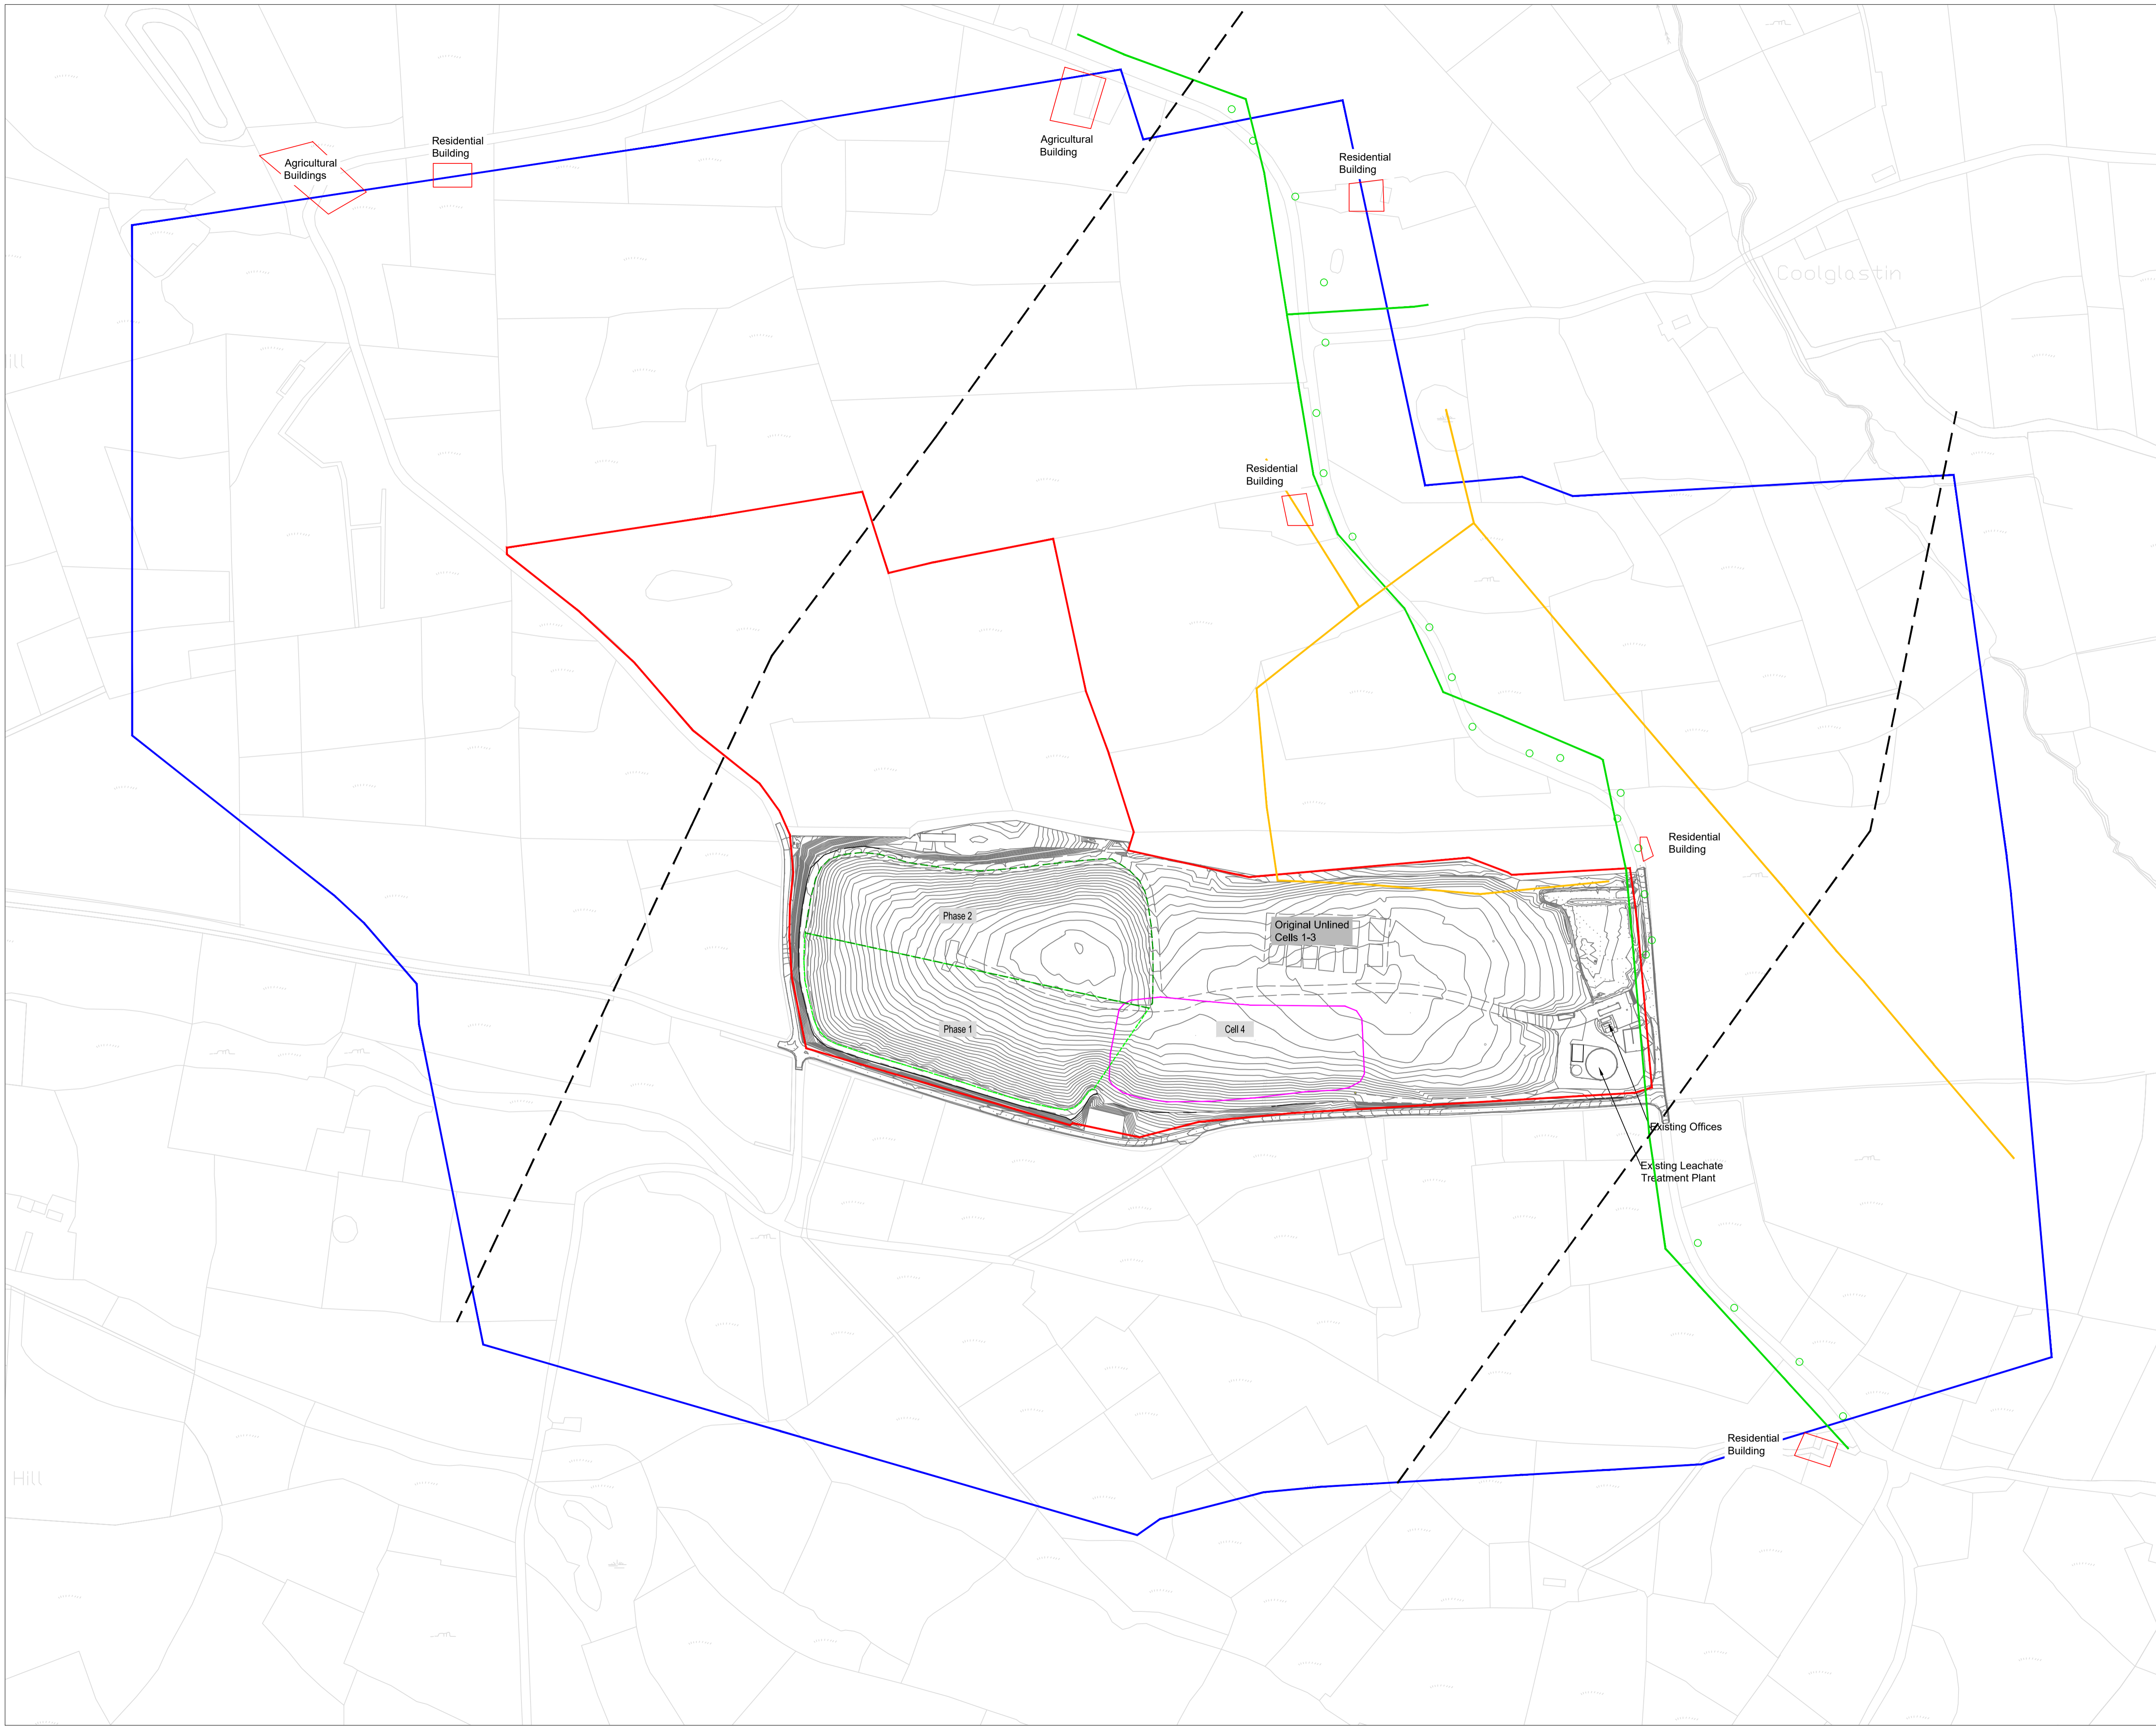 Residential
Building
Agricultural
Building
Agricultural
Buildings
Residential
Building
Coolglastin
Hill
Residential
Building
Residential
Building
Phase 2
Original Unlined
Cells 1-3
Phase 1
Cell 4
Existing Offices
Existing Leachate
Treatment Plant
Residential
Building
Hill